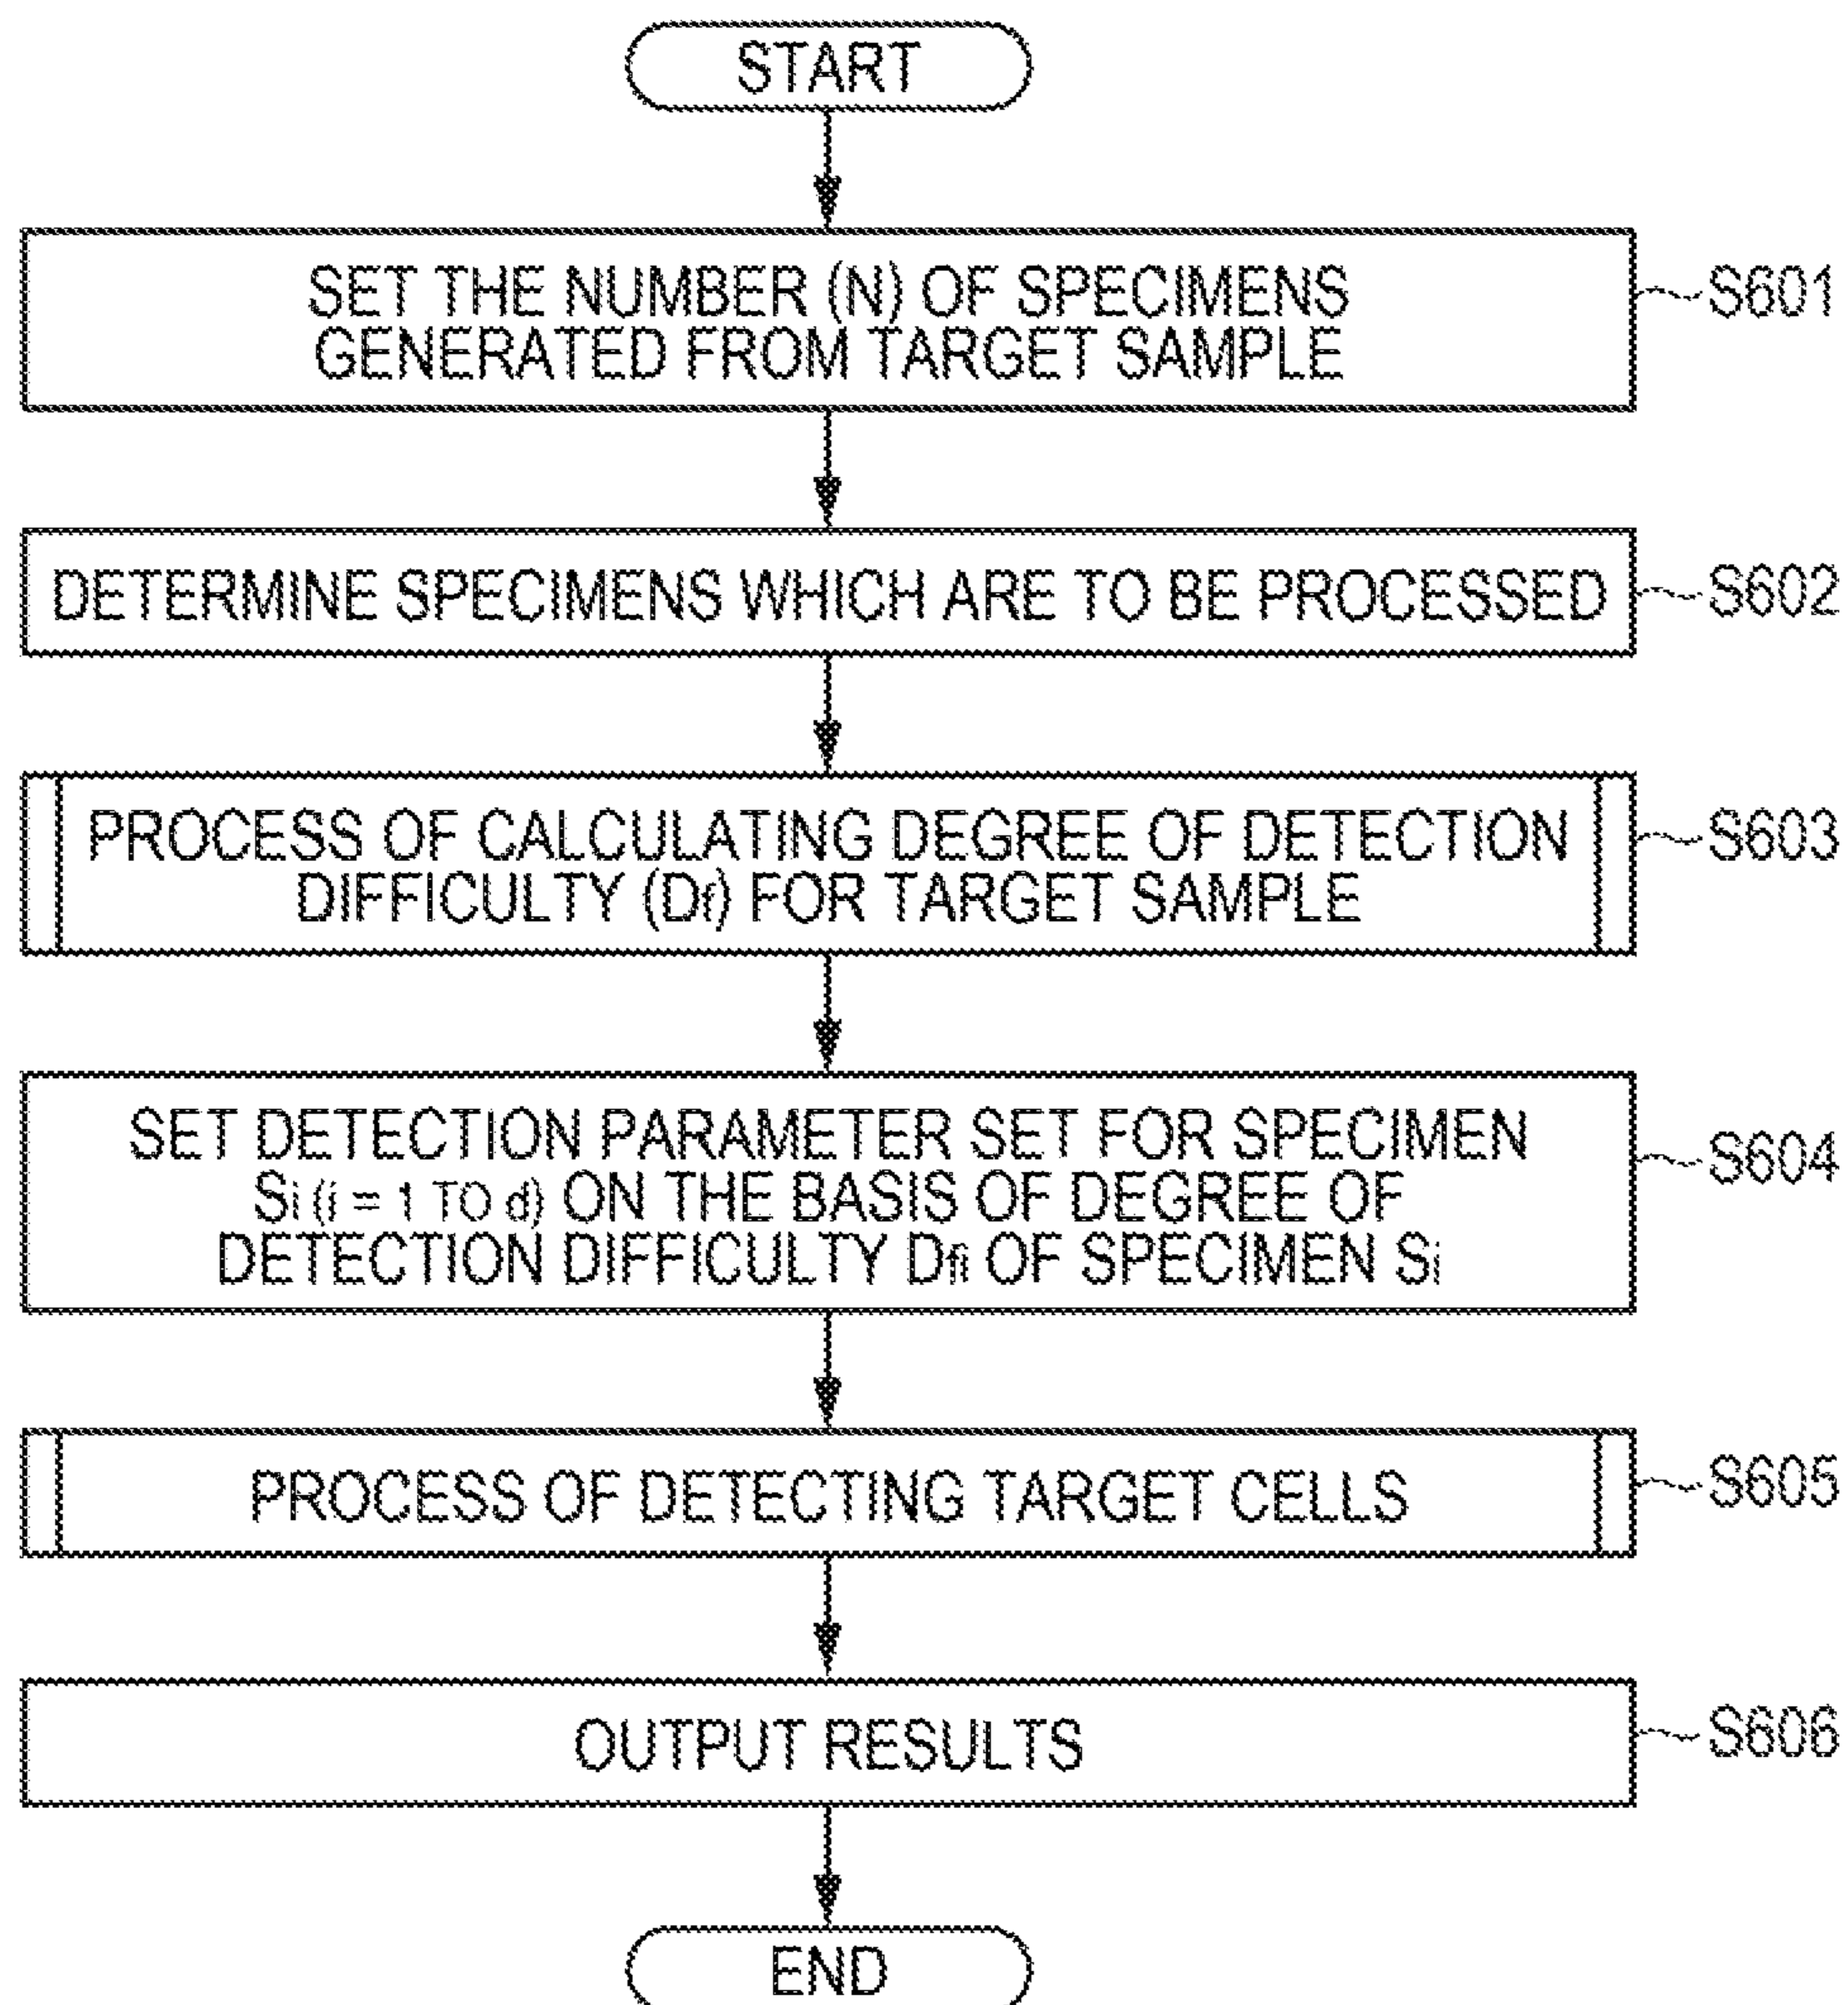 START
SET THE NUMBER (N) OF SPECIMENS
GENERATED FROM TARGET SAMPLE
S601
DETERMINE SPECIMENS WHICH ARE TO BE PROCESSED
S602
PROCESS OF CALCULATING DEGREE OF DETECTION
DIFFICULTY (Df) FOR TARGET SAMPLE
S603
SET DETECTION PARAMETER SET FOR SPECIMEN
Si (i = 1 TO d) ON THE BASIS OF DEGREE OF
DETECTION DIFFICULTY Dfi OF SPECIMEN Si
S604
PROCESS OF DETECTING TARGET CELLS
S605
OUTPUT RESULTS
S606
END